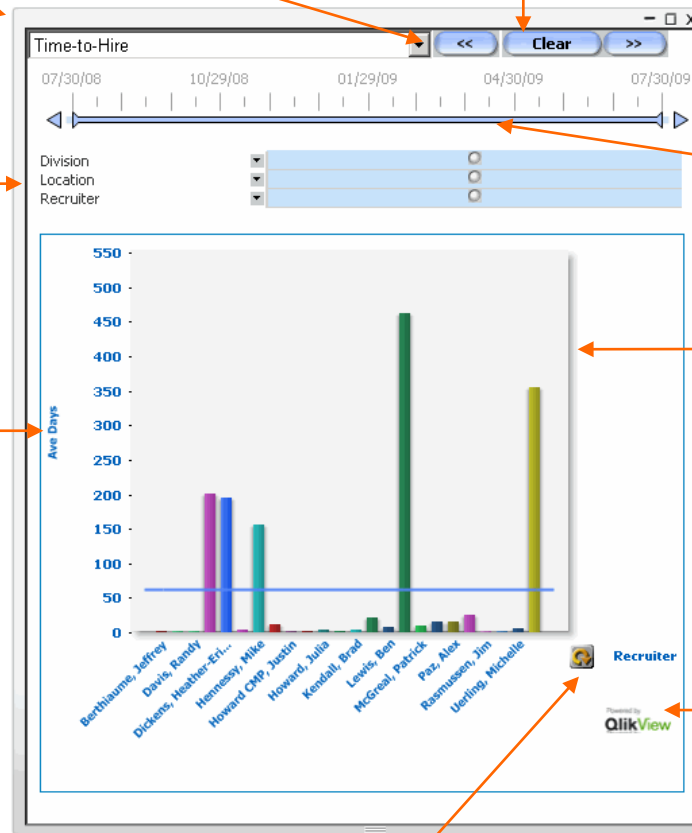 Time-to-Hire << Clear >>
07/30/08 10/29/08 01/29/09 04/30/09 07/30/09
Division
Location
Recruiter
550
500
450
400
350
300
250
200
150
100
50
0
Ave Days
Berthiaume, Jeffrey
Davis, Randy
Dickens, Heather-Eri...
Hennessy, Mike
Howard CMP, Justin
Howard, Julia
Kendall, Brad
Lewis, Ben
McGreal, Patrick
Paz, Alex
Rasmussen, Jim
Uerling, Michelle
Recruiter
Powered by
QlikView